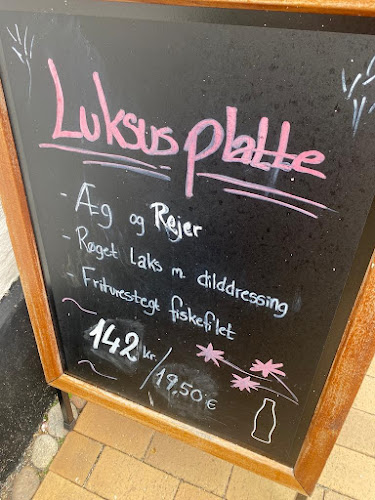 Luksus platte
- Æg og Rejer
- Røget Laks m. dilddressing
- Friturestegt fiskefilet
142 kr. / 19,50 €